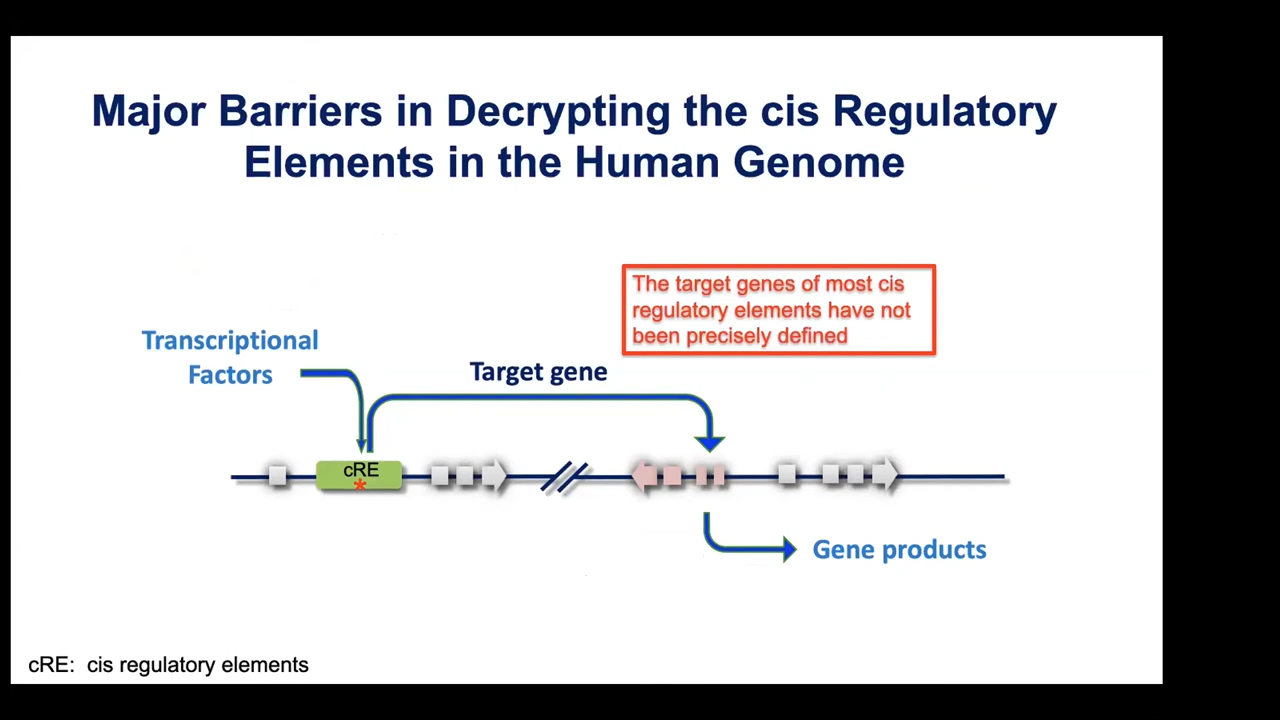 Major Barriers in Decrypting the cis Regulatory
Elements in the Human Genome
The target genes of most cis
regulatory elements have not
been precisely defined
Transcriptional
Factors
Target gene
cRE
*
Gene products
cRE: cis regulatory elements